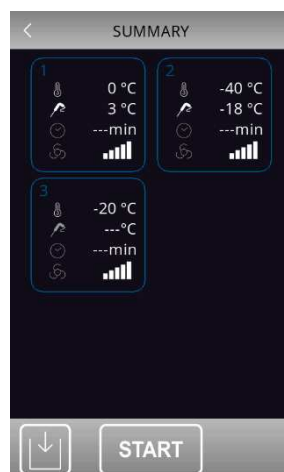 SUMMARY
1
0 °C
3 °C
---min
2
-40 °C
-18 °C
---min
3
-20 °C
---°C
---min
START